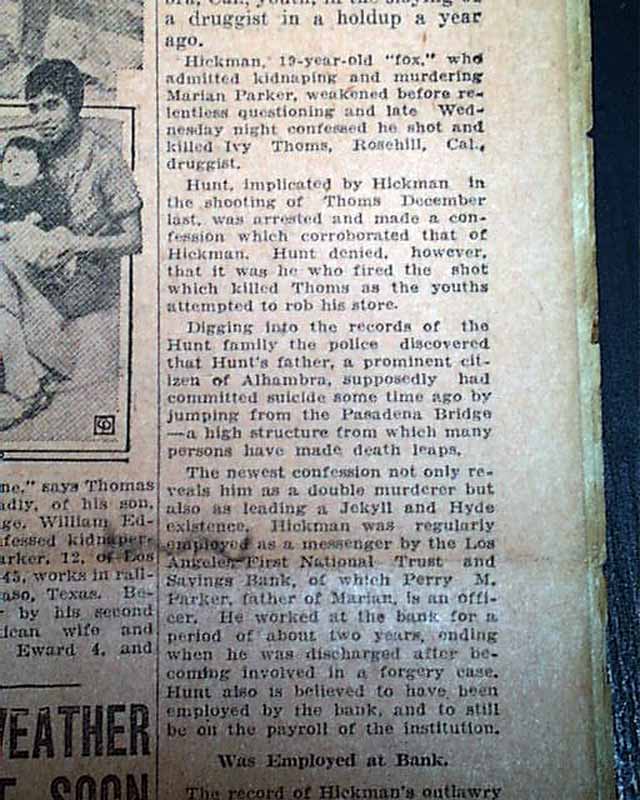 ne," says Thomas
adly, of his son,
ge. William Ed-
fessed kidnaper-
arker, 12, of Los
45, works in rail-
aso, Texas. Be-
by his second
ican wife and
Eward 4, and
WEATHER
SOON
Cal., youth, in the slaying of
a druggist in a holdup a year
ago.
Hickman, 19-year-old "fox," who
admitted kidnaping and murdering
Marian Parker, weakened before re-
lentless questioning and late Wed-
nesday night confessed he shot and
killed Ivy Thoms, Rosehill, Cal.,
druggist.
Hunt, implicated by Hickman in
the shooting of Thoms December
last, was arrested and made a con-
fession which corroborated that of
Hickman. Hunt denied, however,
that it was he who fired the shot
which killed Thoms as the youths
attempted to rob his store.
Digging into the records of the
Hunt family the police discovered
that Hunt's father, a prominent cit-
izen of Alhambra, supposedly had
committed suicide some time ago by
jumping from the Pasadena Bridge
—a high structure from which many
persons have made death leaps.
The newest confession not only re-
veals him as a double murderer but
also as leading a Jekyll and Hyde
existence. Hickman was regularly
employed as a messenger by the Los
Angeles First National Trust and
Savings Bank, of which Perry M.
Parker, father of Marian, is an offi-
cer. He worked at the bank for a
period of about two years, ending
when he was discharged after be-
coming involved in a forgery case.
Hunt also is believed to have been
employed by the bank, and to still
be on the payroll of the institution.
Was Employed at Bank.
The record of Hickman's outlawry